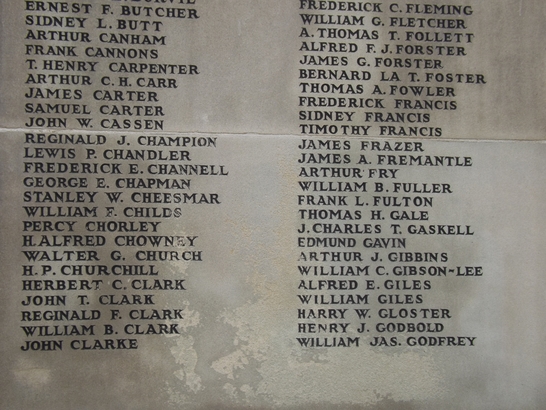 ERNEST F. BUTCHER
SIDNEY L. BUTT
ARTHUR CANHAM
FRANK CANNONS
T. HENRY CARPENTER
ARTHUR C. H. CARR
JAMES CARTER
SAMUEL CARTER
JOHN W. CASSEN
REGINALD J. CHAMPION
LEWIS P. CHANDLER
FREDERICK E. CHANNELL
GEORGE E. CHAPMAN
STANLEY W. CHEESMAR
WILLIAM F. CHILDS
PERCY CHORLEY
H. ALFRED CHOWNEY
WALTER G. CHURCH
H. P. CHURCHILL
HERBERT C. CLARK
JOHN T. CLARK
REGINALD F. CLARK
WILLIAM B. CLARK
JOHN CLARKE
FREDERICK C. FLEMING
WILLIAM G. FLETCHER
A. THOMAS T. FOLLETT
ALFRED F. J. FORSTER
JAMES G. FORSTER
BERNARD LA T. FOSTER
THOMAS A. FOWLER
FREDERICK FRANCIS
SIDNEY FRANCIS
TIMOTHY FRANCIS
JAMES FRAZER
JAMES A. FREMANTLE
ARTHUR FRY
WILLIAM B. FULLER
FRANK L. FULTON
THOMAS H. GALE
J. CHARLES T. GASKELL
EDMUND GAVIN
ARTHUR J. GIBBINS
WILLIAM C. GIBSON-LEE
ALFRED E. GILES
WILLIAM GILES
HARRY W. GLOSTER
HENRY J. GODBOLD
WILLIAM JAS. GODFREY